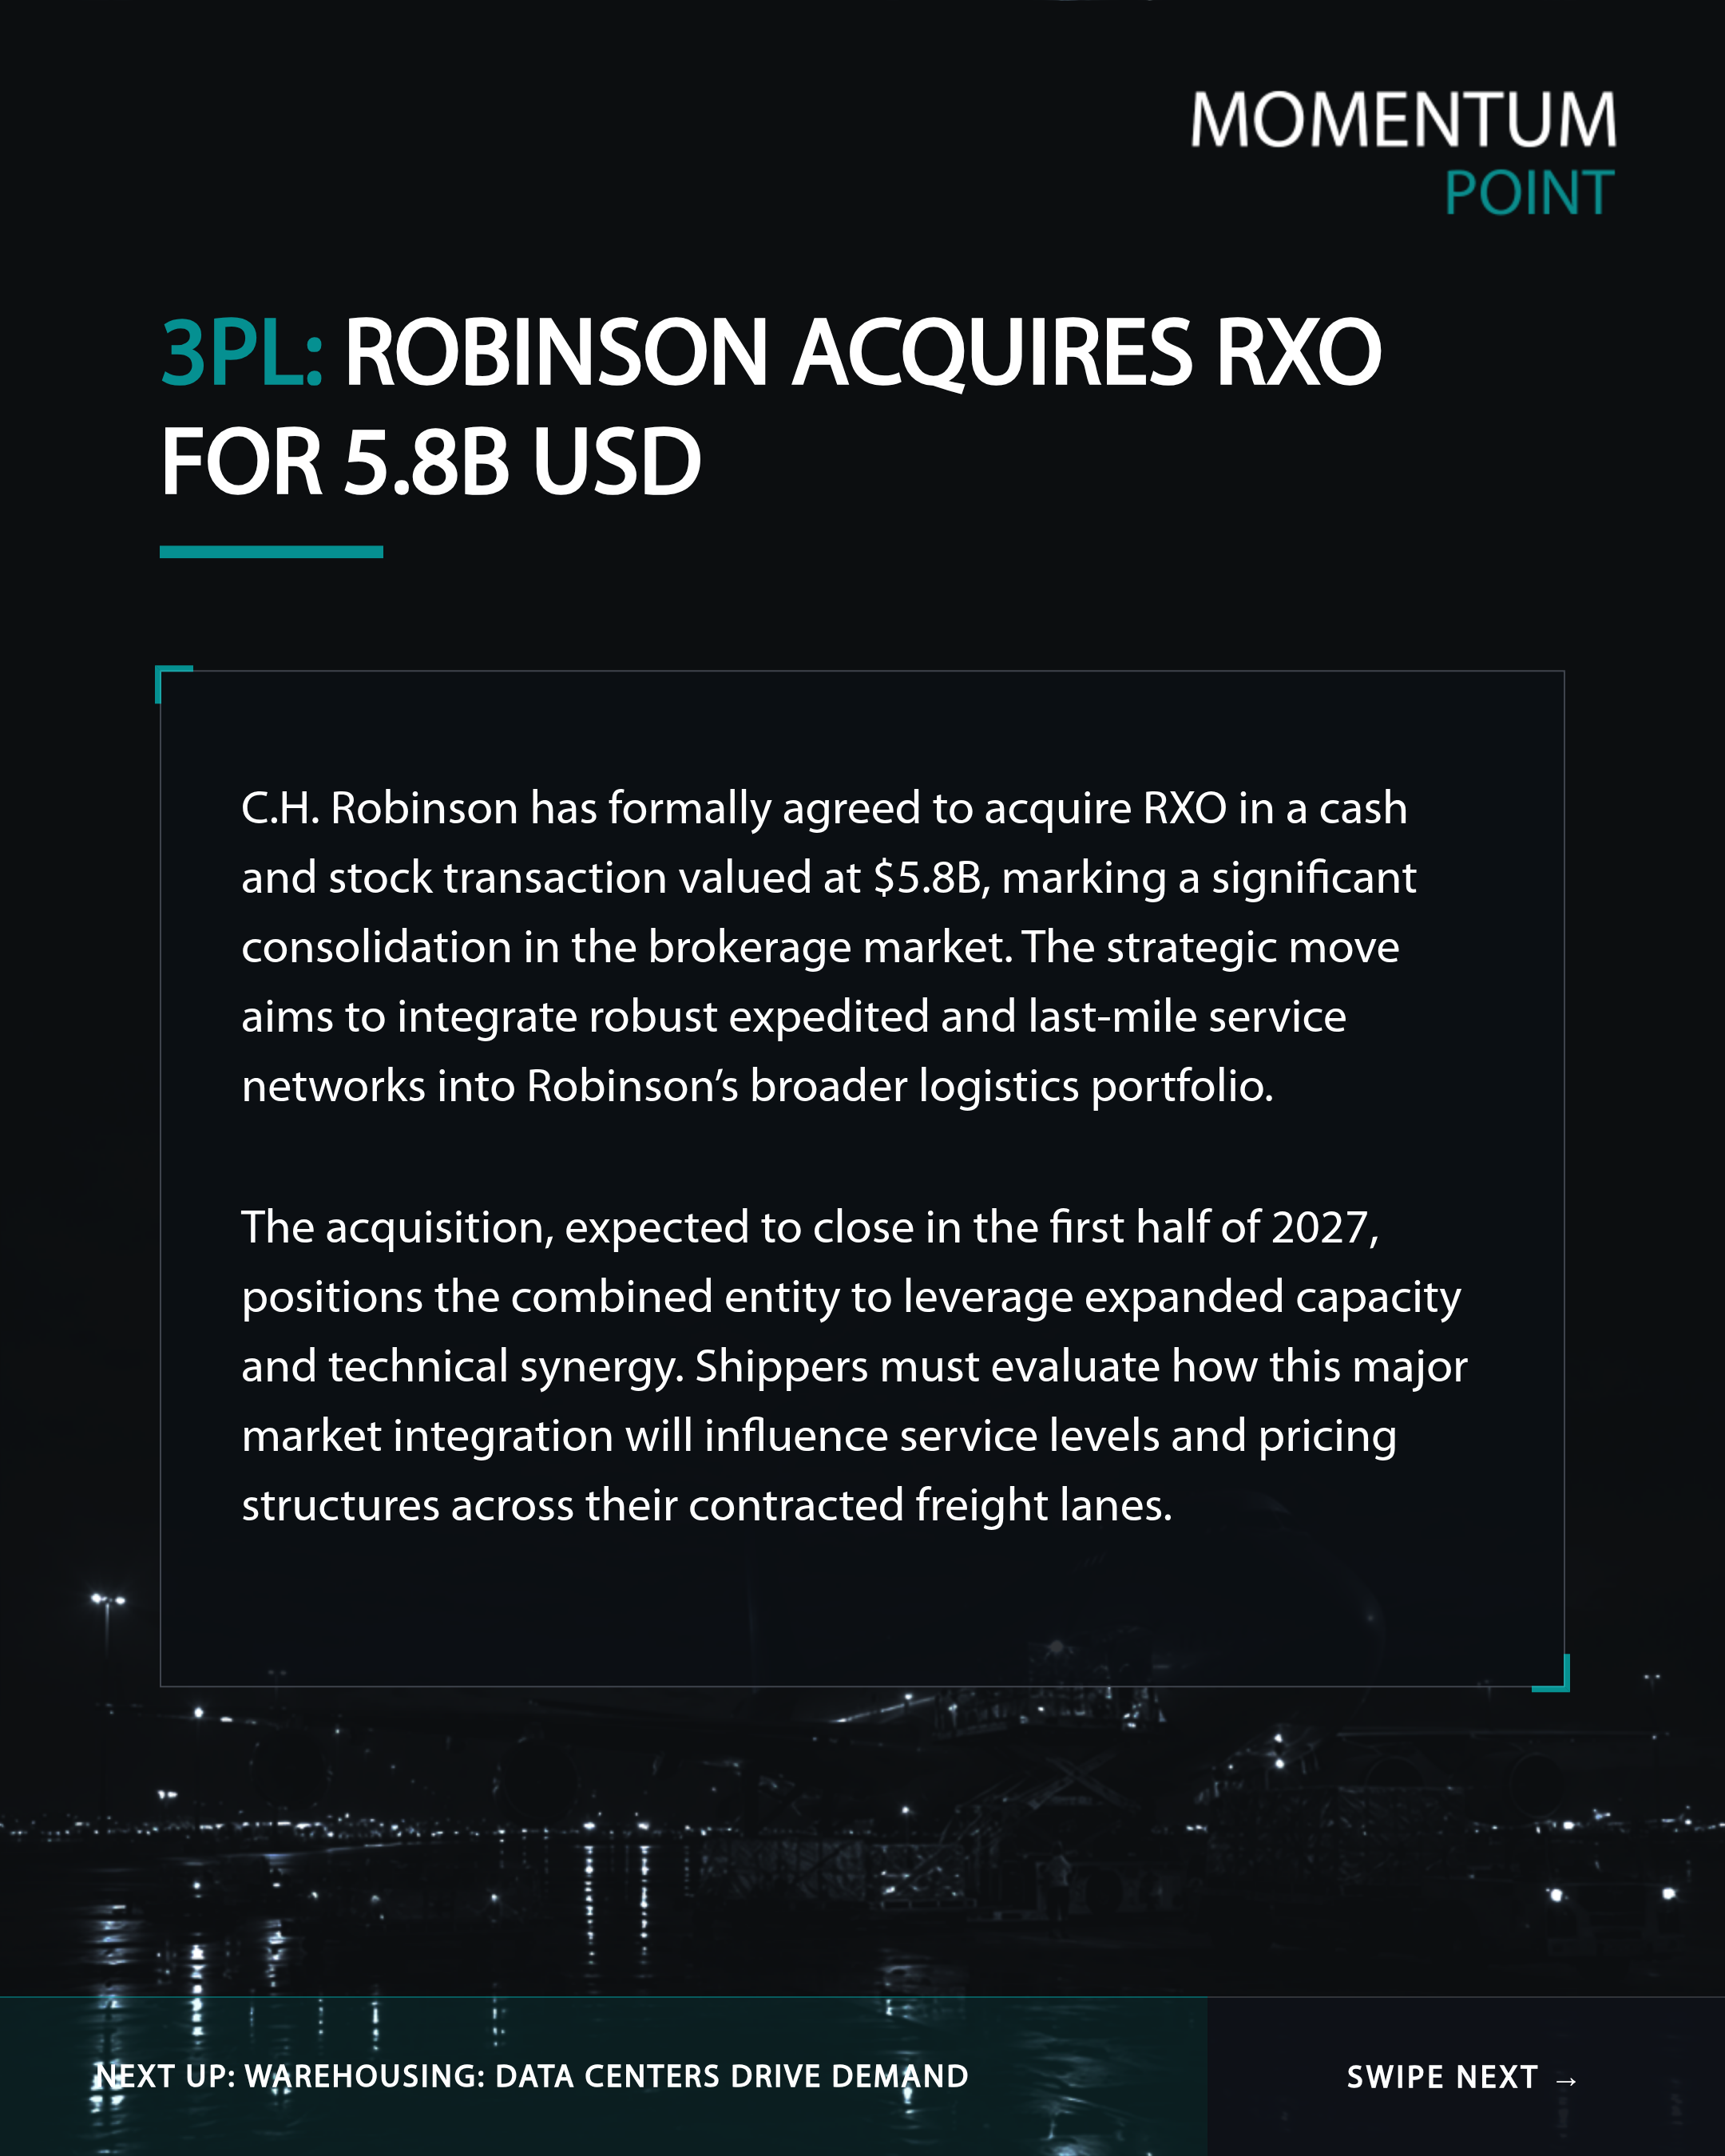 MOMENTUM
POINT
3PL: ROBINSON ACQUIRES RXO
FOR 5.8B USD
C.H. Robinson has formally agreed to acquire RXO in a cash
and stock transaction valued at $5.8B, marking a significant
consolidation in the brokerage market. The strategic move
aims to integrate robust expedited and last-mile service
networks into Robinson’s broader logistics portfolio.
The acquisition, expected to close in the first half of 2027,
positions the combined entity to leverage expanded capacity
and technical synergy. Shippers must evaluate how this major
market integration will influence service levels and pricing
structures across their contracted freight lanes.
NEXT UP: WAREHOUSING: DATA CENTERS DRIVE DEMAND
SWIPE NEXT →